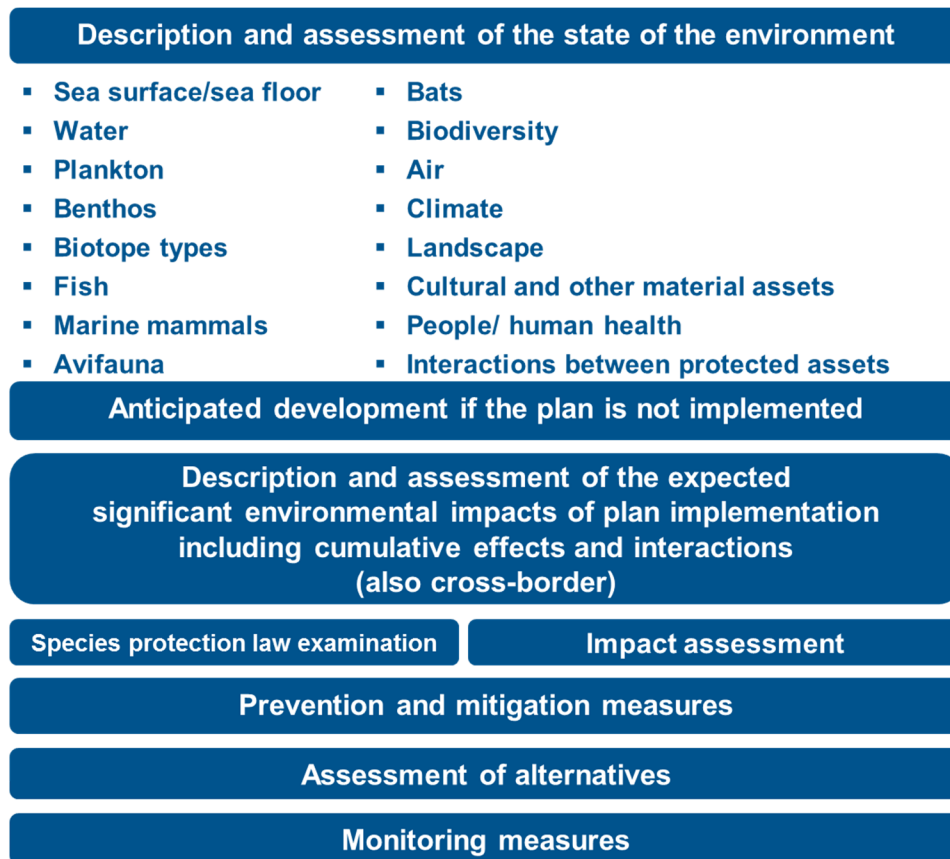 Description and assessment of the state of the environment
▪ Sea surface/sea floor
▪ Water
▪ Plankton
▪ Benthos
▪ Biotope types
▪ Fish
▪ Marine mammals
▪ Avifauna
▪ Bats
▪ Biodiversity
▪ Air
▪ Climate
▪ Landscape
▪ Cultural and other material assets
▪ People/ human health
▪ Interactions between protected assets
Anticipated development if the plan is not implemented
Description and assessment of the expected
significant environmental impacts of plan implementation
including cumulative effects and interactions
(also cross-border)
Species protection law examination
Impact assessment
Prevention and mitigation measures
Assessment of alternatives
Monitoring measures